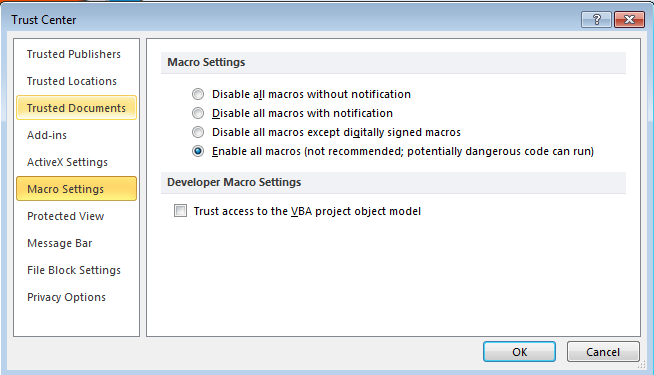 Trust Center
Trusted Publishers
Trusted Locations
Trusted Documents
Add-ins
ActiveX Settings
Macro Settings
Protected View
Message Bar
File Block Settings
Privacy Options
Macro Settings
Disable all macros without notification
Disable all macros with notification
Disable all macros except digitally signed macros
Enable all macros (not recommended; potentially dangerous code can run)
Developer Macro Settings
Trust access to the VBA project object model
OK
Cancel